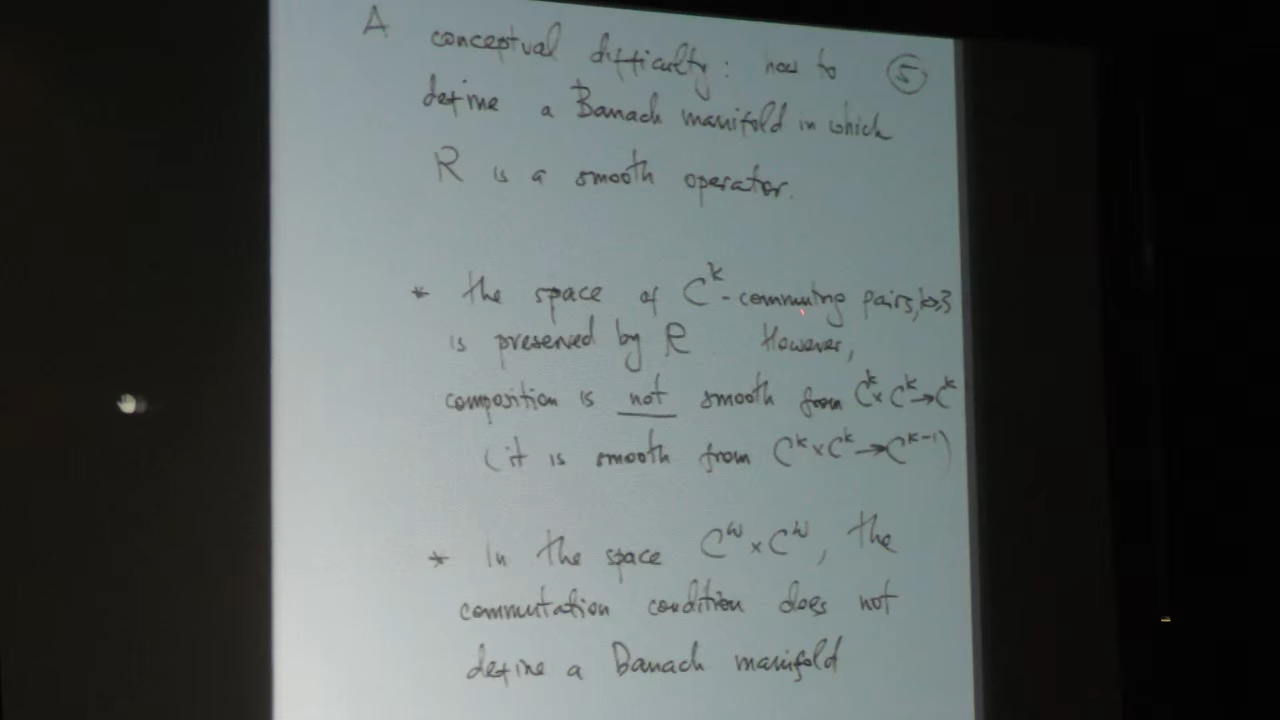 A conceptual difficulty: how to ⑤
define a Banach manifold in which
R is a smooth operator.
* the space of C^k-commuting pairs, k≥3
is preserved by R However,
composition is not smooth from C^k×C^k→C^k
(it is smooth from C^k×C^k→C^k-1)
* In the space C^ω×C^ω, the
commutation condition does not
define a Banach manifold